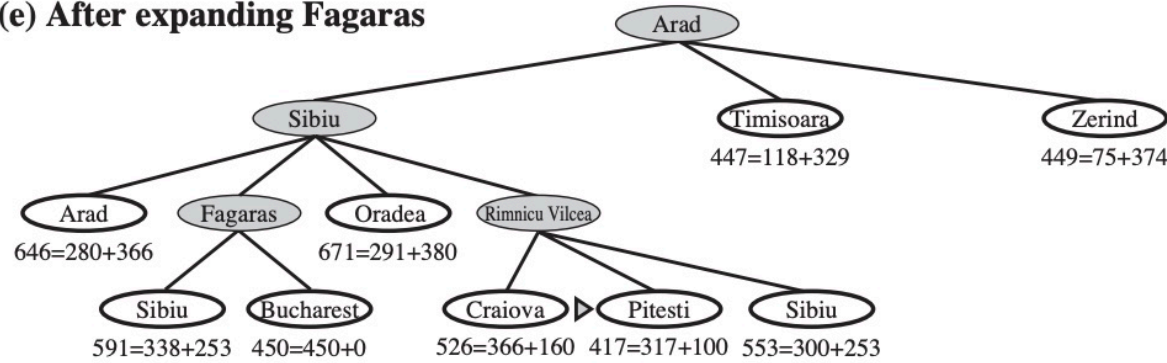 (e) After expanding Fagaras
Arad
Sibiu
Timisoara
Zerind
447=118+329
449=75+374
Arad
Fagaras
Oradea
Rimnicu Vilcea
646=280+366
671=291+380
Sibiu
Bucharest
Craiova
Pitesti
Sibiu
591=338+253
450=450+0
526=366+160
417=317+100
553=300+253